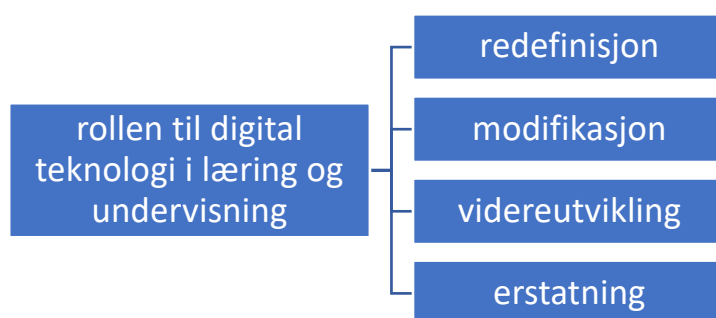 rollen til digital
teknologi i læring og
undervisning
redefinisjon
modifikasjon
videreutvikling
erstatning